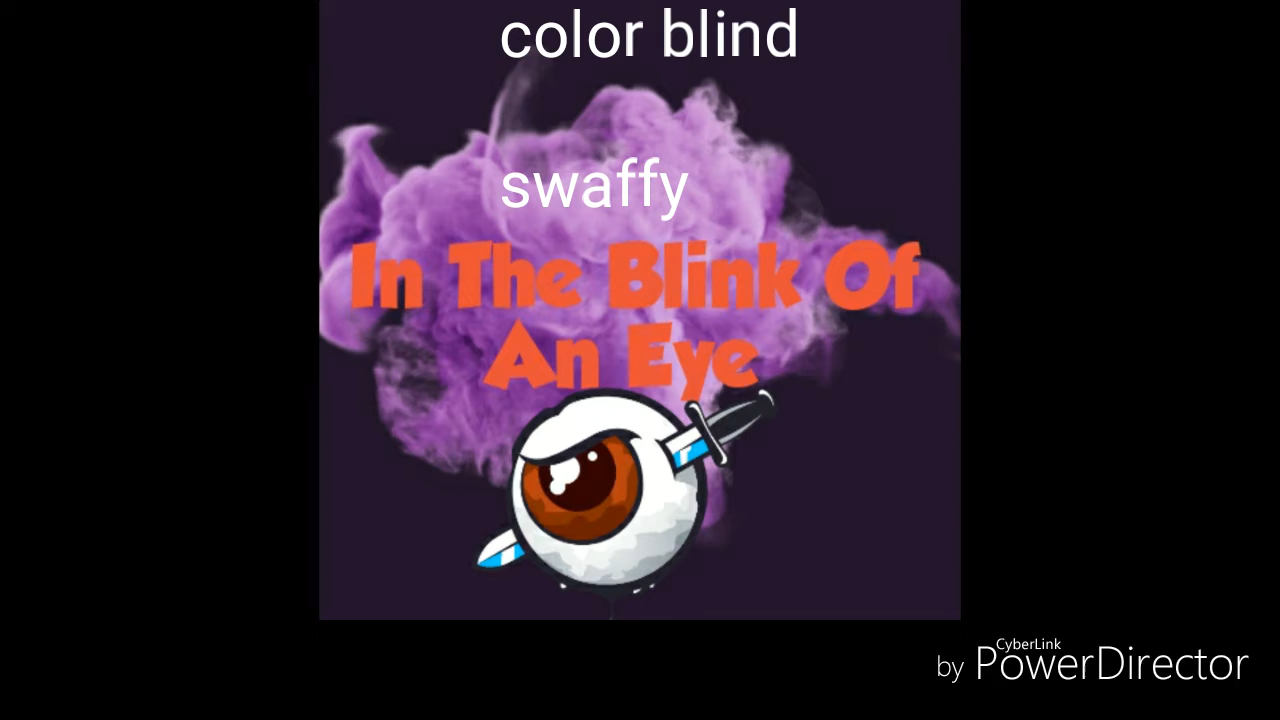 color blind
swaffy
In The Blink Of
An Eye
CyberLink
by PowerDirector